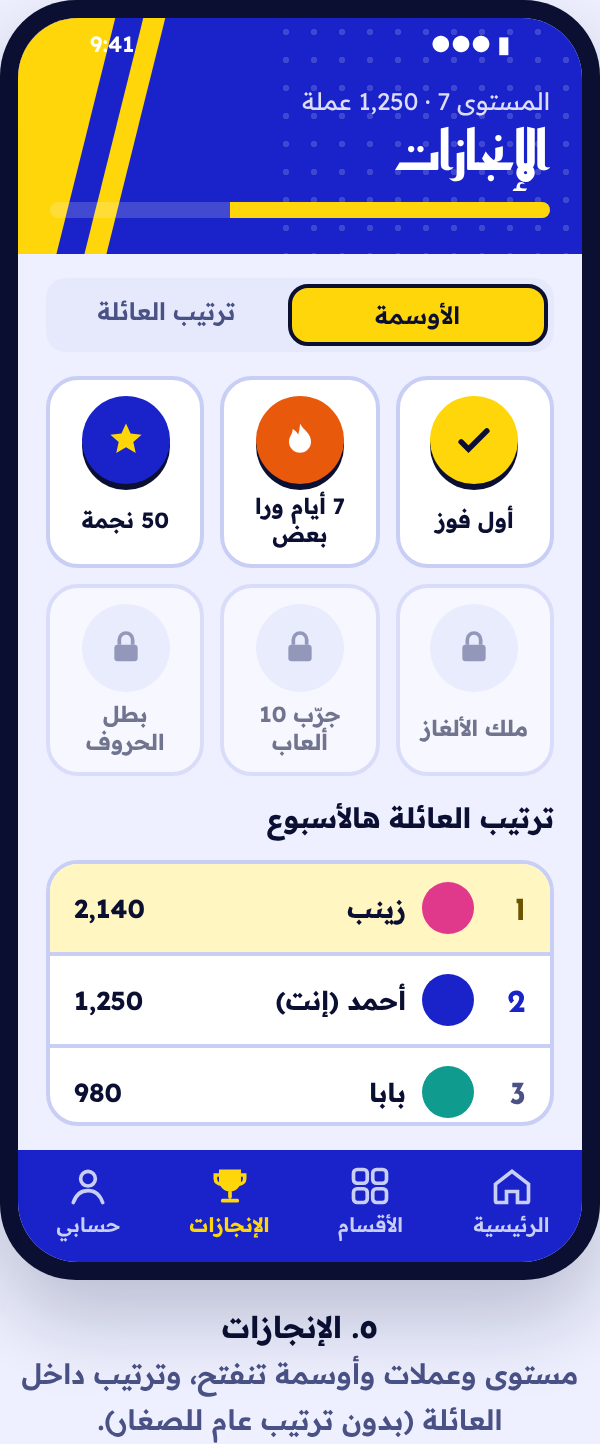 9:41
المستوى 7 · 1,250 عملة
الإنجازات
الأوسمة
ترتيب العائلة
أول فوز
7 أيام ورا
بعض
50 نجمة
ملك الألغاز
جرّب 10
ألعاب
بطل
الحروف
ترتيب العائلة هالأسبوع
1 زينب 2,140
2 أحمد (إنت) 1,250
3 بابا 980
الرئيسية
الأقسام
الإنجازات
حسابي
٥. الإنجازات
مستوى وعملات وأوسمة تنفتح، وترتيب داخل
العائلة (بدون ترتيب عام للصغار).